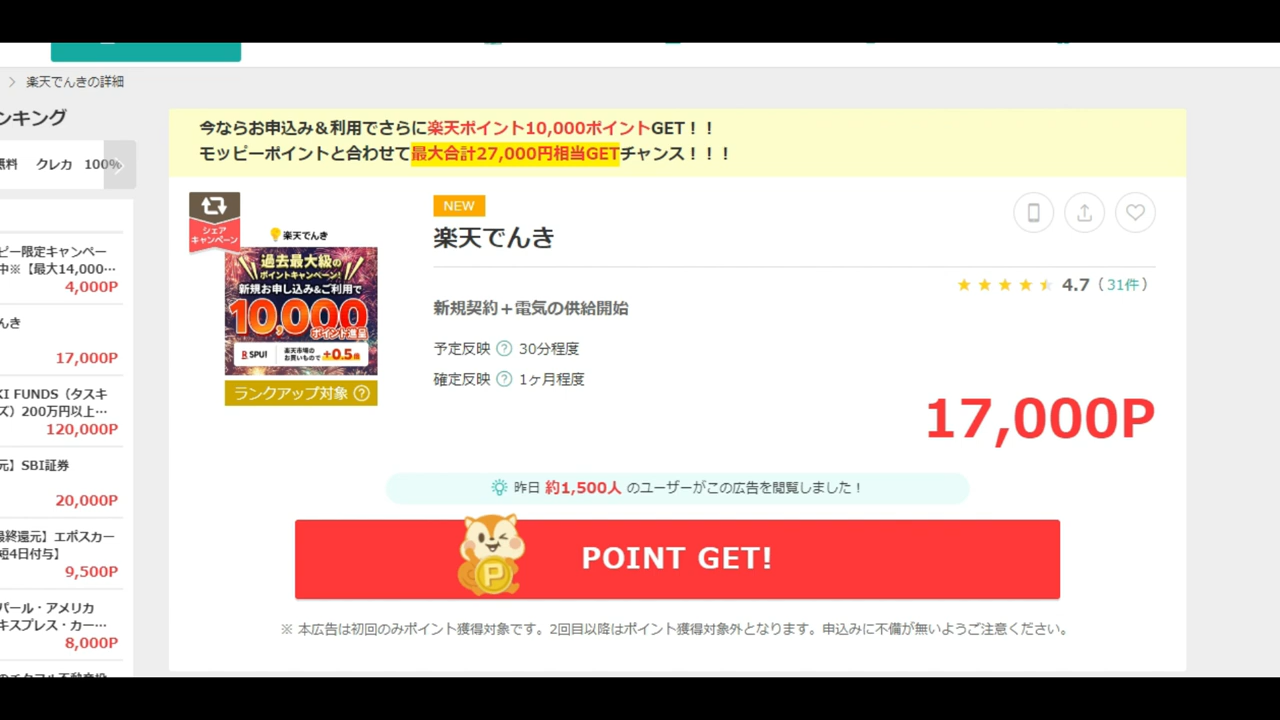 楽天でんきの詳細
ンキング
無料 クレカ 100%
ピー限定キャンペー
中※【最大14,000…
4,000P
んき
17,000P
KI FUNDS（タスキ
ズ）200万円以上…
120,000P
元】SBI証券
20,000P
最終還元】エポスカー
短4日付与】
9,500P
パール・アメリカ
キスプレス・カー…
8,000P
今ならお申込み＆利用でさらに楽天ポイント10,000ポイントGET！！
モッピーポイントと合わせて最大合計27,000円相当GETチャンス！！！
シェア
キャンペーン
楽天でんき
過去最大級の
ポイントキャンペーン!
新規お申し込み&ご利用で
10,000
ポイント進呈
R SPU!
楽天市場の
お買いもので +0.5倍
ランクアップ対象 ?
NEW
楽天でんき
4.7（31件）
新規契約＋電気の供給開始
予定反映 ? 30分程度
確定反映 ? 1ヶ月程度
17,000P
昨日 約1,500人 のユーザーがこの広告を閲覧しました！
P
POINT GET!
※ 本広告は初回のみポイント獲得対象です。2回目以降はポイント獲得対象外となります。申込みに不備が無いようご注意ください。